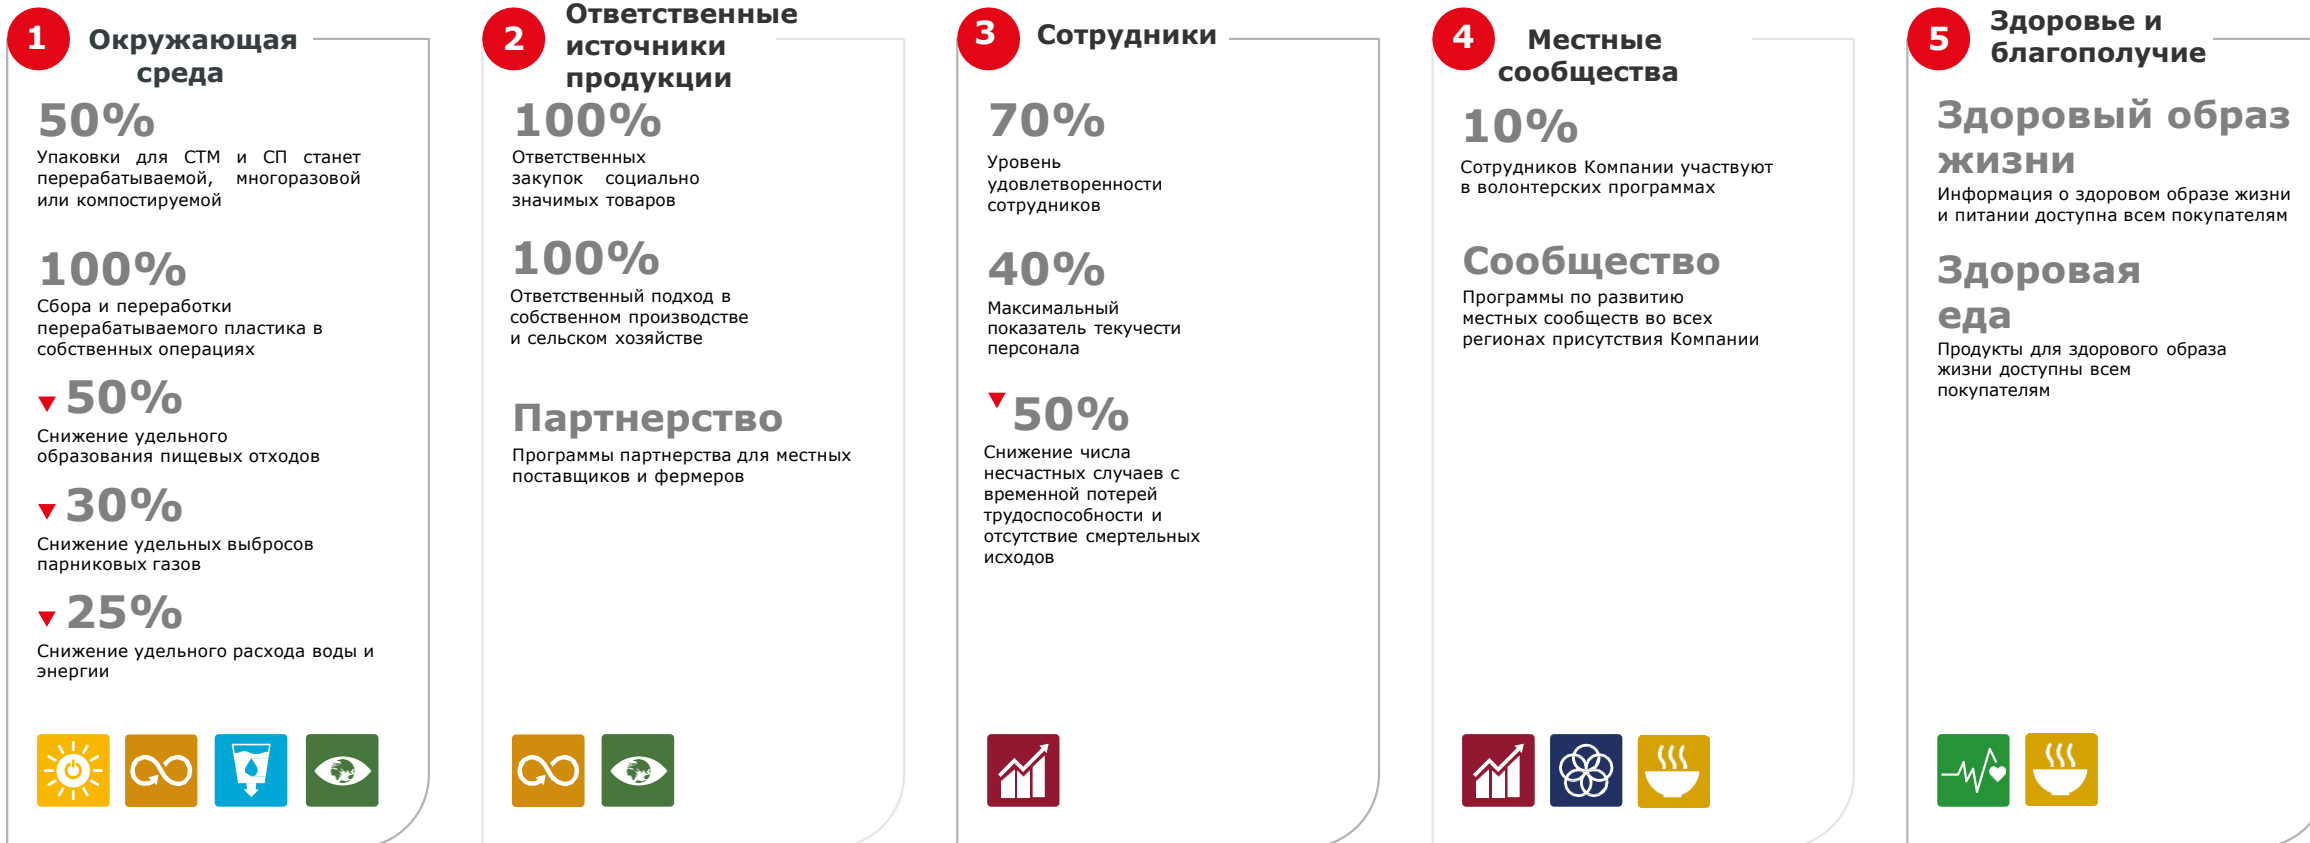 1
Окружающая
среда
50%
Упаковки для СТМ и СП станет
перерабатываемой, многоразовой
или компостируемой
100%
Сбора и переработки
перерабатываемого пластика в
собственных операциях
50%
Снижение удельного
образования пищевых отходов
30%
Снижение удельных выбросов
парниковых газов
25%
Снижение удельного расхода воды и
энергии
2
Ответственные
источники
продукции
100%
Ответственных
закупок социально
значимых товаров
100%
Ответственный подход в
собственном производстве
и сельском хозяйстве
Партнерство
Программы партнерства для местных
поставщиков и фермеров
3
Сотрудники
70%
Уровень
удовлетворенности
сотрудников
40%
Максимальный
показатель текучести
персонала
50%
Снижение числа
несчастных случаев с
временной потерей
трудоспособности и
отсутствие смертельных
исходов
4
Местные
сообщества
10%
Сотрудников Компании участвуют
в волонтерских программах
Сообщество
Программы по развитию
местных сообществ во всех
регионах присутствия Компании
5
Здоровье и
благополучие
Здоровый образ
жизни
Информация о здоровом образе жизни
и питании доступна всем покупателям
Здоровая
еда
Продукты для здорового образа
жизни доступны всем
покупателям